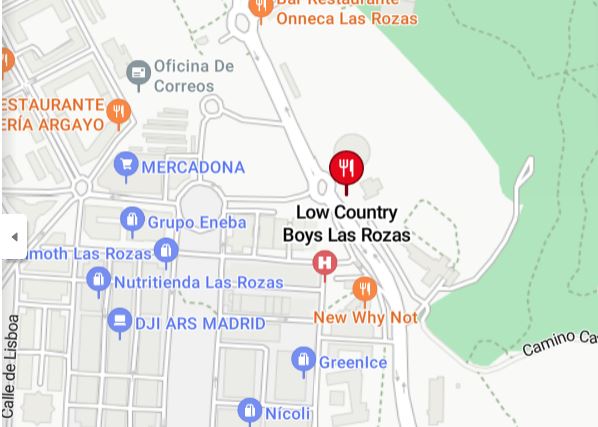 Bar Restaurante
Onneca Las Rozas
Oficina De
Correos
ESTAURANTE
ERÍA ARGAYO
MERCADONA
Low Country
Boys Las Rozas
Grupo Eneba
moth Las Rozas
H
Nutritienda Las Rozas
New Why Not
DJI ARS MADRID
Calle de Lisboa
Camino Ca
GreenIce
Nícoli